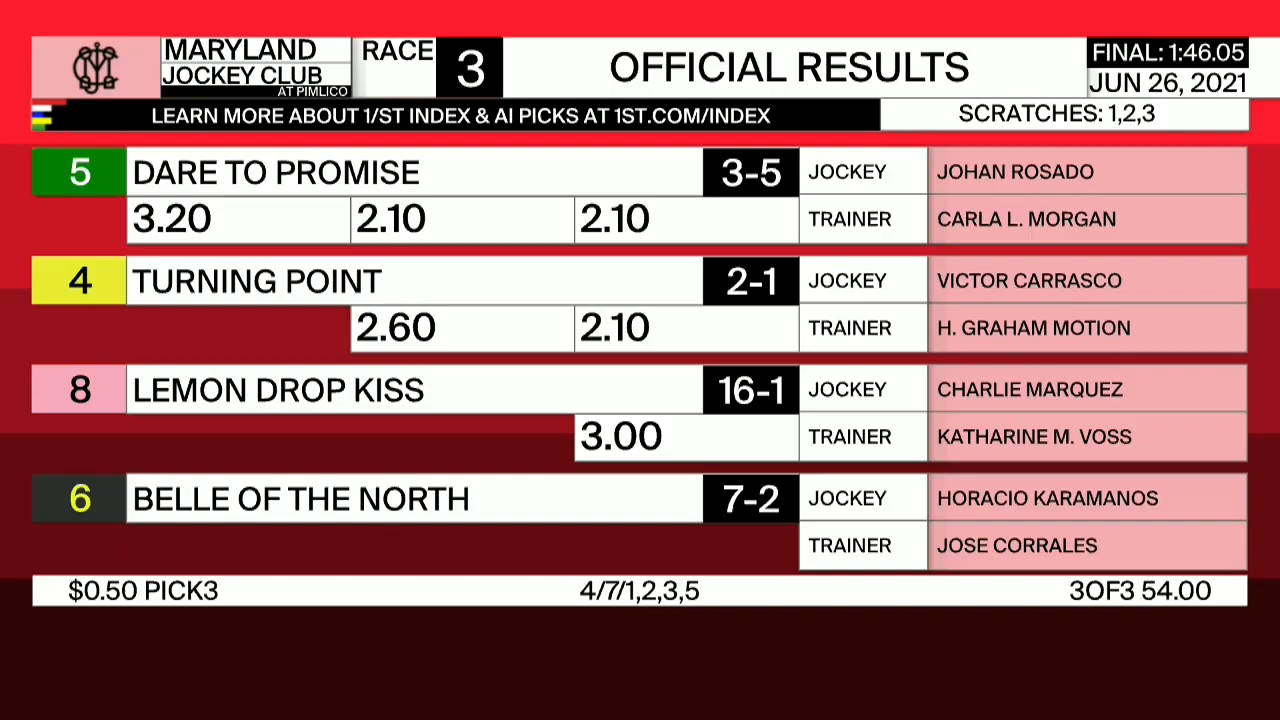 MARYLAND
JOCKEY CLUB
AT PIMLICO
RACE 3
OFFICIAL RESULTS
FINAL: 1:46.05
JUN 26, 2021
LEARN MORE ABOUT 1/ST INDEX & AI PICKS AT 1ST.COM/INDEX
SCRATCHES: 1,2,3
5 DARE TO PROMISE 3-5 JOCKEY JOHAN ROSADO
3.20 2.10 2.10 TRAINER CARLA L. MORGAN
4 TURNING POINT 2-1 JOCKEY VICTOR CARRASCO
2.60 2.10 TRAINER H. GRAHAM MOTION
8 LEMON DROP KISS 16-1 JOCKEY CHARLIE MARQUEZ
3.00 TRAINER KATHARINE M. VOSS
6 BELLE OF THE NORTH 7-2 JOCKEY HORACIO KARAMANOS
TRAINER JOSE CORRALES
$0.50 PICK3 4/7/1,2,3,5 3OF3 54.00